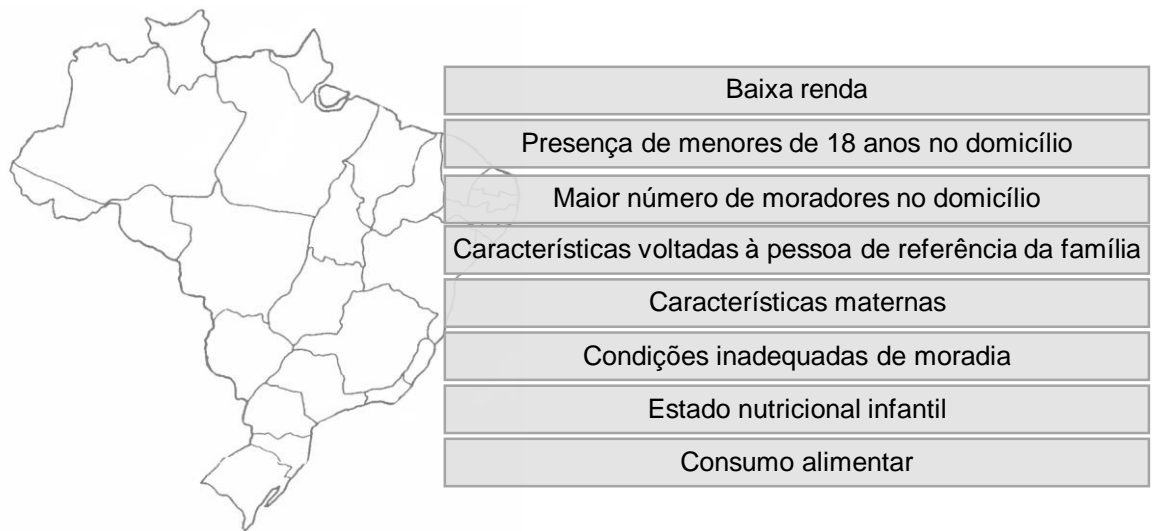 Baixa renda
Presença de menores de 18 anos no domicílio
Maior número de moradores no domicílio
Características voltadas à pessoa de referência da família
Características maternas
Condições inadequadas de moradia
Estado nutricional infantil
Consumo alimentar